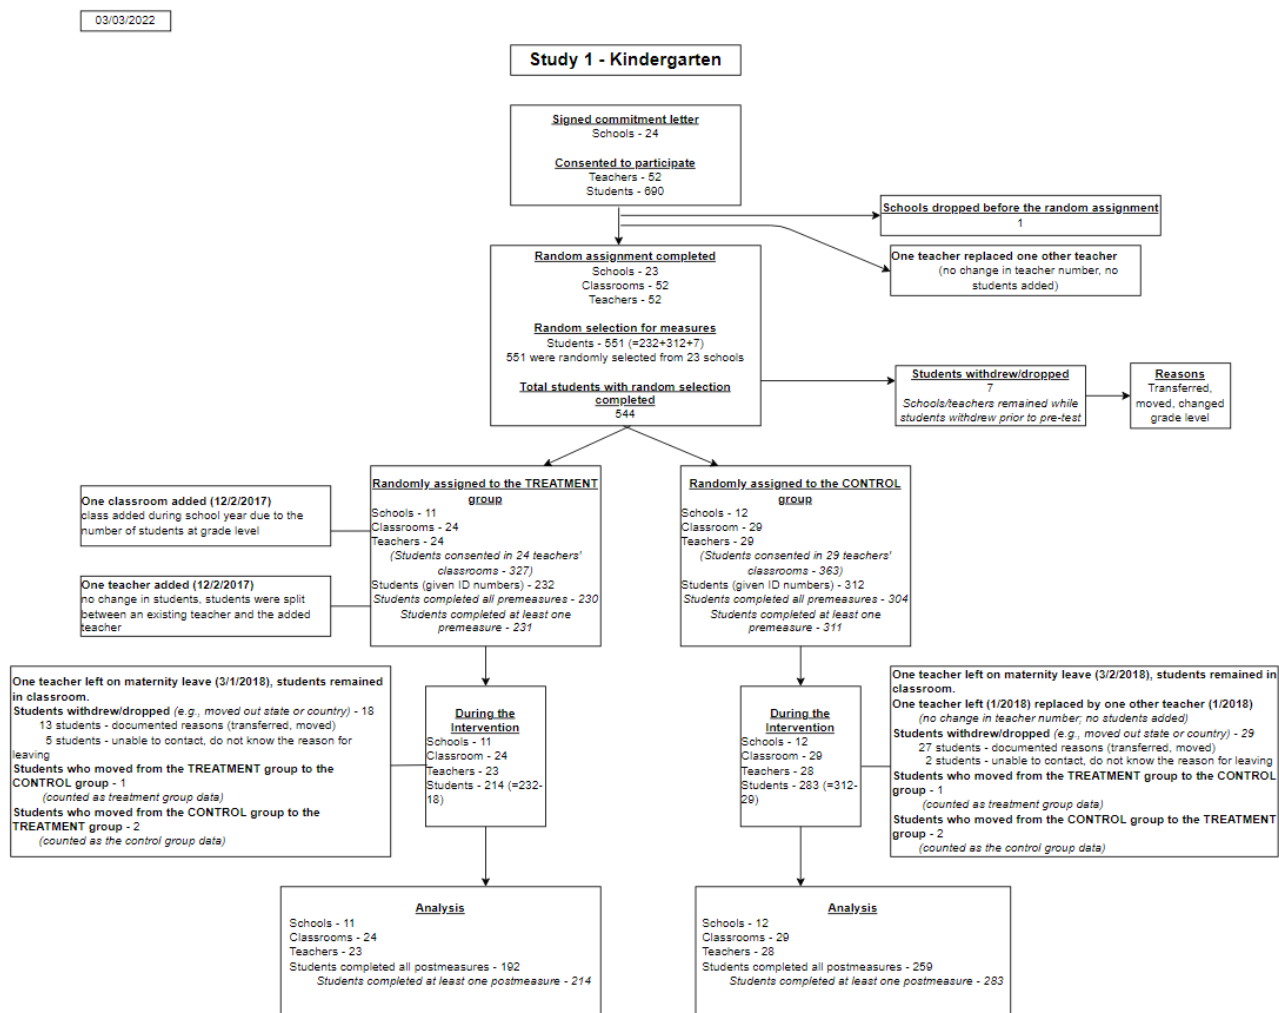 03/03/2022
Study 1 - Kindergarten
Signed commitment letter
Schools - 24
Consented to participate
Teachers - 52
Students - 690
Schools dropped before the random assignment
1
One teacher replaced one other teacher
(no change in teacher number, no
students added)
Random assignment completed
Schools - 23
Classrooms - 52
Teachers - 52
Random selection for measures
Students - 551 (=232+312+7)
551 were randomly selected from 23 schools
Total students with random selection
completed
544
Students withdrew/dropped
7
Schools/teachers remained while
students withdrew prior to pre-test
Reasons
Transferred,
moved, changed
grade level
One classroom added (12/2/2017)
class added during school year due to the
number of students at grade level
One teacher added (12/2/2017)
no change in students, students were split
between an existing teacher and the added
teacher
Randomly assigned to the TREATMENT
group
Schools - 11
Classrooms - 24
Teachers - 24
(Students consented in 24 teachers'
classrooms - 327)
Students (given ID numbers) - 232
Students completed all premeasures - 230
Students completed at least one
premeasure - 231
Randomly assigned to the CONTROL
group
Schools - 12
Classroom - 29
Teachers - 29
(Students consented in 29 teachers'
classrooms - 363)
Students (given ID numbers) - 312
Students completed all premeasures - 304
Students completed at least one
premeasure - 311
One teacher left on maternity leave (3/1/2018), students remained
in classroom.
Students withdrew/dropped (e.g., moved out state or country) - 18
13 students - documented reasons (transferred, moved)
5 students - unable to contact, do not know the reason for
leaving
Students who moved from the TREATMENT group to the
CONTROL group - 1
(counted as treatment group data)
Students who moved from the CONTROL group to the
TREATMENT group - 2
(counted as the control group data)
During the
Intervention
Schools - 11
Classroom - 24
Teachers - 23
Students - 214 (=232-
18)
During the
Intervention
Schools - 12
Classroom - 29
Teachers - 28
Students - 283 (=312-
29)
One teacher left on maternity leave (3/2/2018), students remained in
classroom.
One teacher left (1/2018) replaced by one other teacher (1/2018)
(no change in teacher number; no students added)
Students withdrew/dropped (e.g., moved out state or country) - 29
27 students - documented reasons (transferred, moved)
2 students - unable to contact, do not know the reason for leaving
Students who moved from the TREATMENT group to the CONTROL
group - 1
(counted as treatment group data)
Students who moved from the CONTROL group to the TREATMENT
group - 2
(counted as the control group data)
Analysis
Schools - 11
Classrooms - 24
Teachers - 23
Students completed all postmeasures - 192
Students completed at least one postmeasure - 214
Analysis
Schools - 12
Classrooms - 29
Teachers - 28
Students completed all postmeasures - 259
Students completed at least one postmeasure - 283